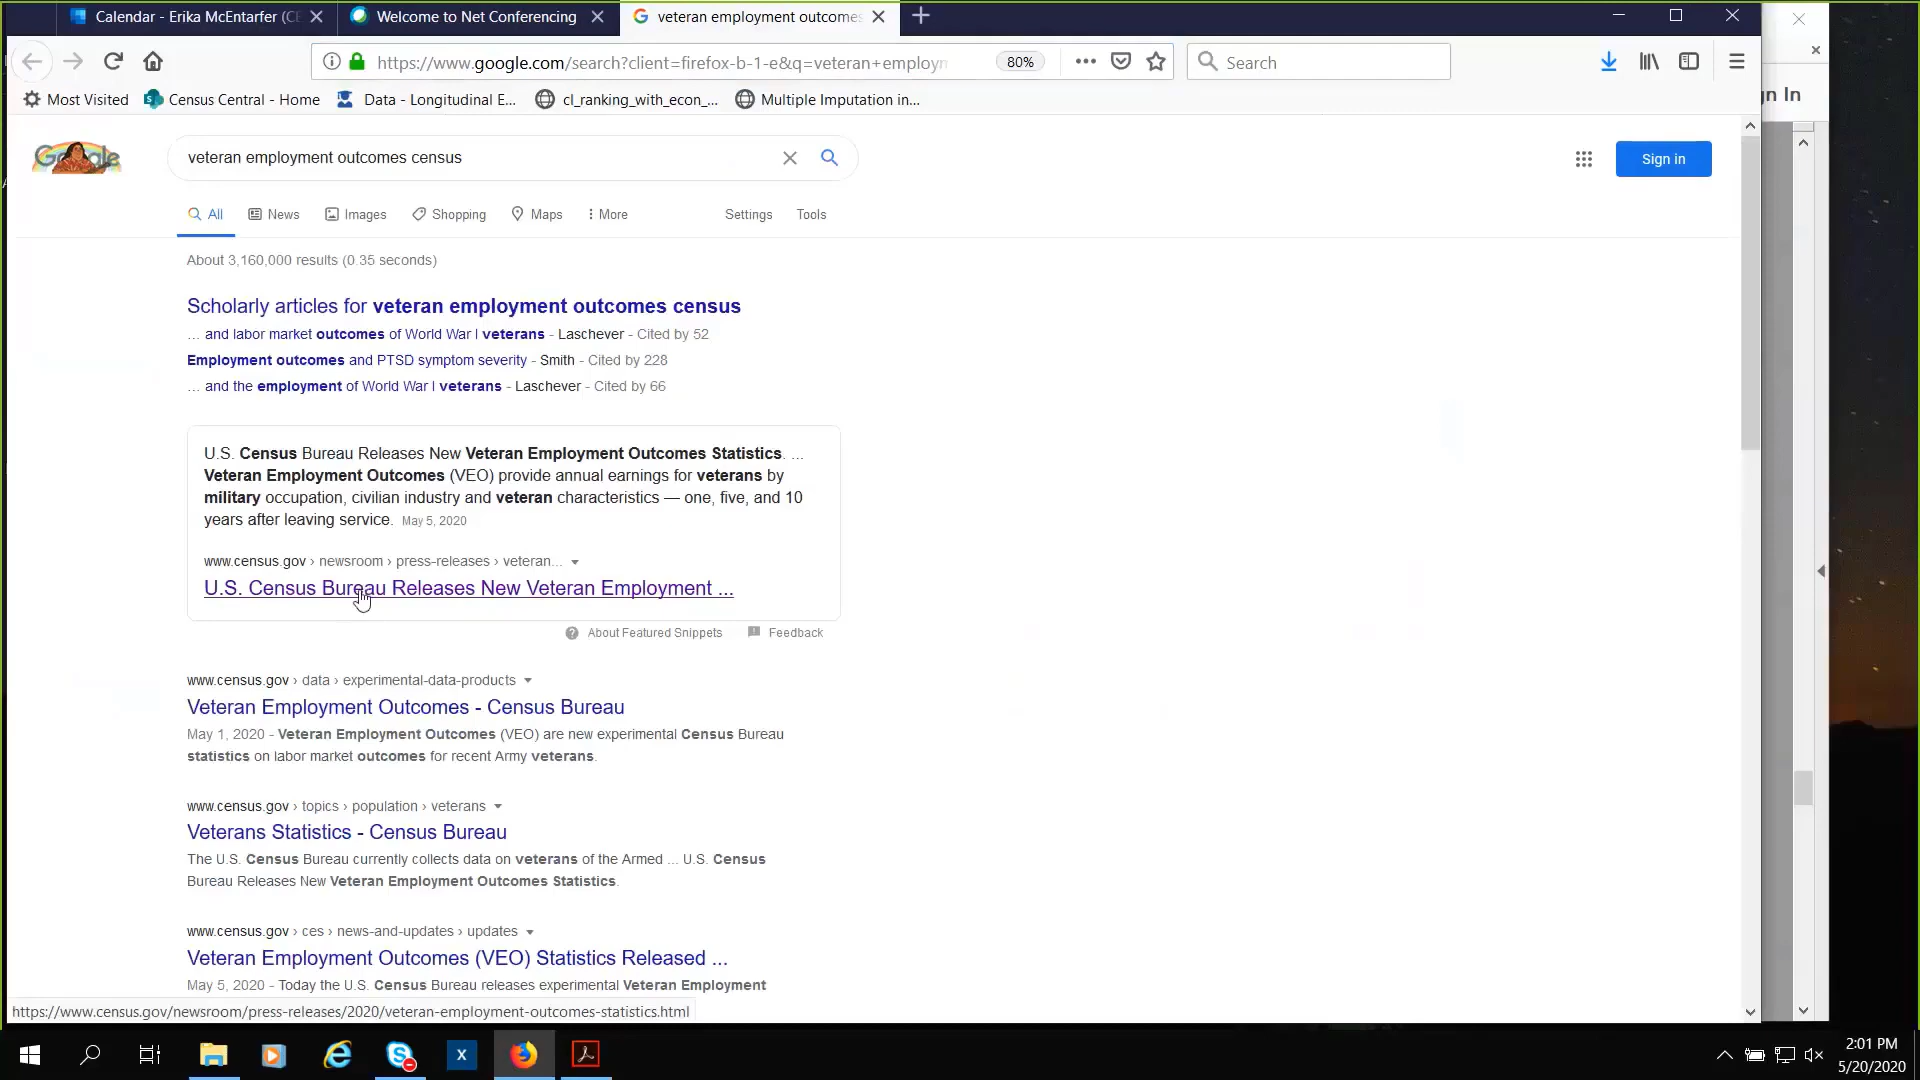 Calendar - Erika McEntarfer (CE
Welcome to Net Conferencing
veteran employment outcomes
https://www.google.com/search?client=firefox-b-1-e&q=veteran+employm
80%
Search
Most Visited
Census Central - Home
Data - Longitudinal E...
cl_ranking_with_econ_...
Multiple Imputation in...
In
Google
veteran employment outcomes census
Sign in
All
News
Images
Shopping
Maps
More
Settings
Tools
About 3,160,000 results (0.35 seconds)
Scholarly articles for veteran employment outcomes census
... and labor market outcomes of World War I veterans - Laschever - Cited by 52
Employment outcomes and PTSD symptom severity - Smith - Cited by 228
... and the employment of World War I veterans - Laschever - Cited by 66
U.S. Census Bureau Releases New Veteran Employment Outcomes Statistics. ...
Veteran Employment Outcomes (VEO) provide annual earnings for veterans by
military occupation, civilian industry and veteran characteristics — one, five, and 10
years after leaving service. May 5, 2020
www.census.gov › newsroom › press-releases › veteran...
U.S. Census Bureau Releases New Veteran Employment ...
About Featured Snippets
Feedback
www.census.gov › data › experimental-data-products
Veteran Employment Outcomes - Census Bureau
May 1, 2020 - Veteran Employment Outcomes (VEO) are new experimental Census Bureau
statistics on labor market outcomes for recent Army veterans.
www.census.gov › topics › population › veterans
Veterans Statistics - Census Bureau
The U.S. Census Bureau currently collects data on veterans of the Armed ... U.S. Census
Bureau Releases New Veteran Employment Outcomes Statistics.
www.census.gov › ces › news-and-updates › updates
Veteran Employment Outcomes (VEO) Statistics Released ...
May 5, 2020 - Today the U.S. Census Bureau releases experimental Veteran Employment
https://www.census.gov/newsroom/press-releases/2020/veteran-employment-outcomes-statistics.html
2:01 PM
5/20/2020